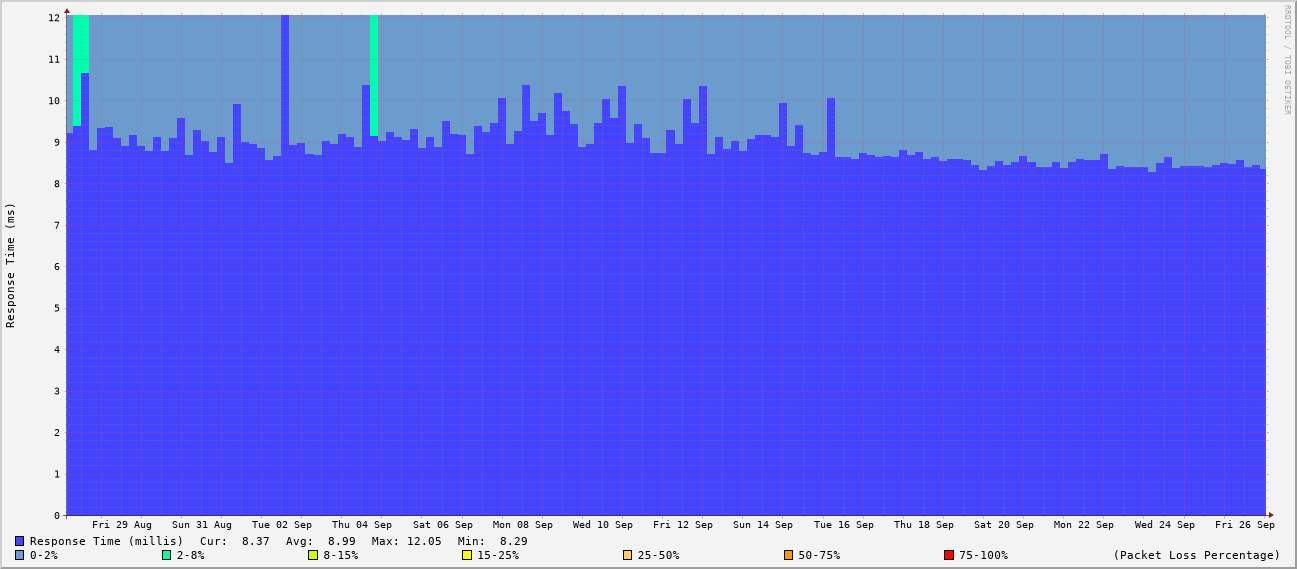 RRDTOOL / TOBI OETIKER
Response Time (ms)
12
11
10
9
8
7
6
5
4
3
2
1
0
Fri 29 Aug Sun 31 Aug Tue 02 Sep Thu 04 Sep Sat 06 Sep Mon 08 Sep Wed 10 Sep Fri 12 Sep Sun 14 Sep Tue 16 Sep Thu 18 Sep Sat 20 Sep Mon 22 Sep Wed 24 Sep Fri 26 Sep
Response Time (millis) Cur: 8.37 Avg: 8.99 Max: 12.05 Min: 8.29
0-2% 2-8% 8-15% 15-25% 25-50% 50-75% 75-100% (Packet Loss Percentage)